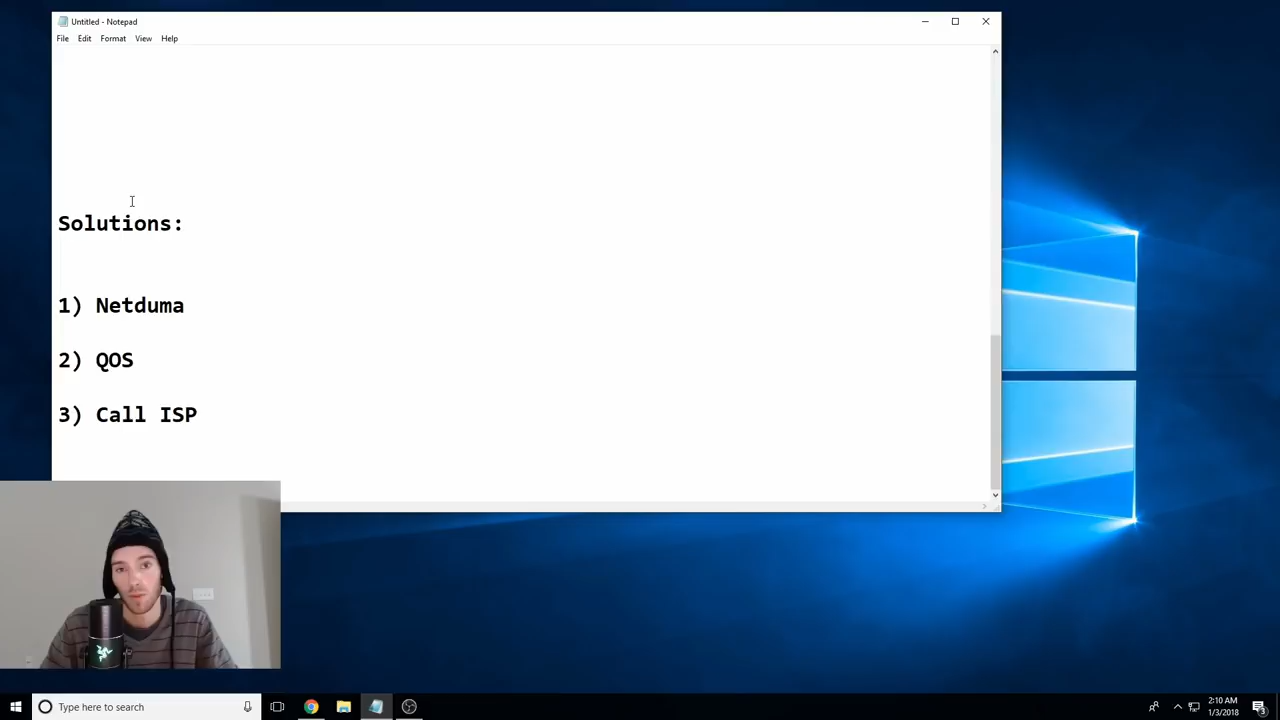 Untitled - Notepad
File Edit Format View Help
Solutions:
1) Netduma
2) QOS
3) Call ISP
Type here to search
2:10 AM
1/3/2018
3